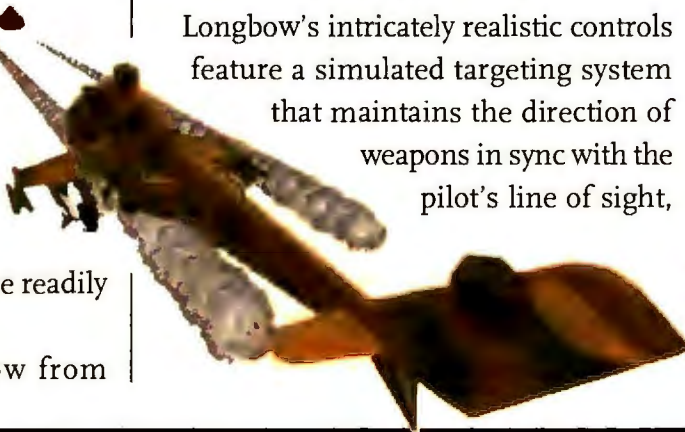 e readily
w from
Longbow's intricately realistic controls
feature a simulated targeting system
that maintains the direction of
weapons in sync with the
pilot's line of sight,